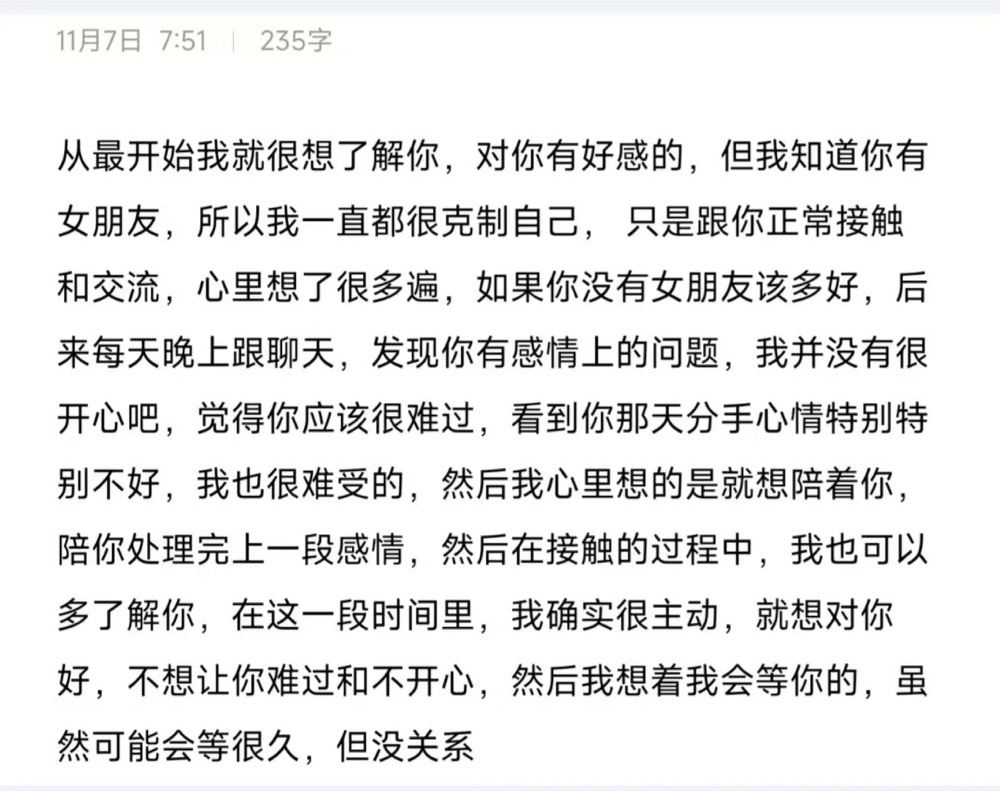 11月7日 7:51 | 235字
从最开始我就很想了解你，对你有好感的，但我知道你有
女朋友，所以我一直都很克制自己， 只是跟你正常接触
和交流，心里想了很多遍，如果你没有女朋友该多好，后
来每天晚上跟聊天，发现你有感情上的问题，我并没有很
开心吧，觉得你应该很难过，看到你那天分手心情特别特
别不好，我也很难受的，然后我心里想的是就想陪着你，
陪你处理完上一段感情，然后在接触的过程中，我也可以
多了解你，在这一段时间里，我确实很主动，就想对你
好，不想让你难过和不开心，然后我想着我会等你的，虽
然可能会等很久，但没关系